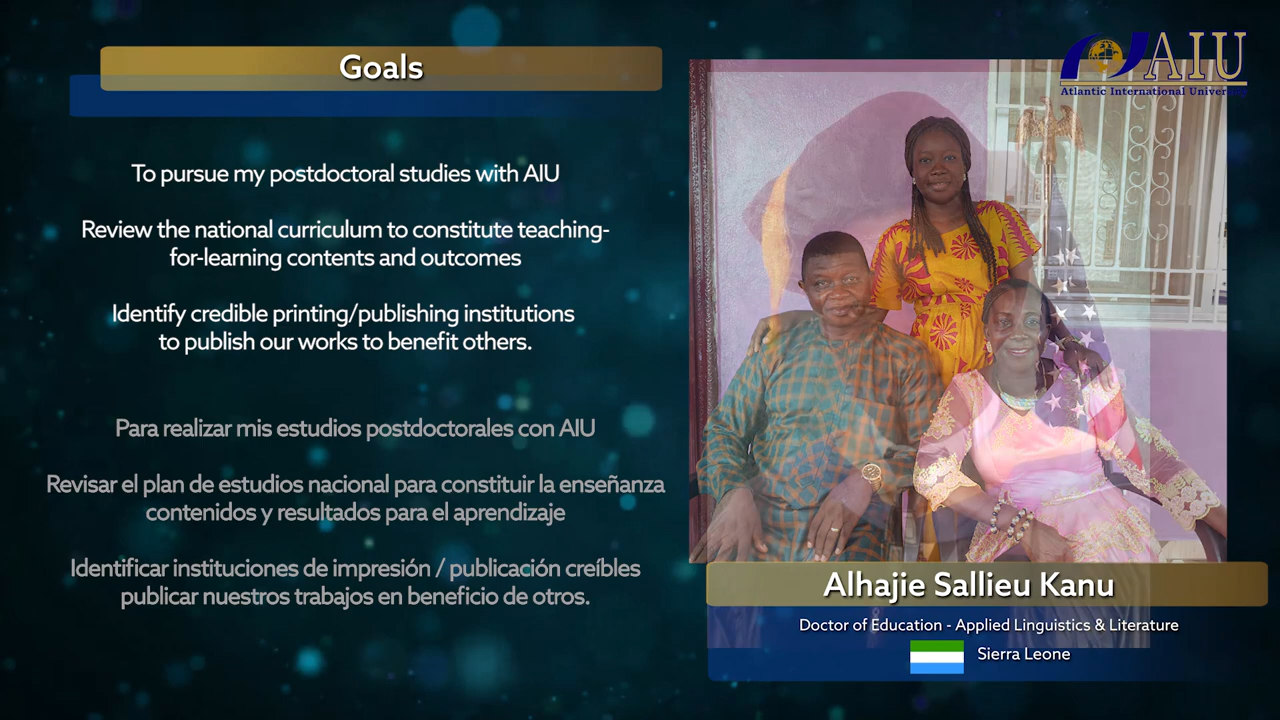 Goals
To pursue my postdoctoral studies with AIU
Review the national curriculum to constitute teaching-
for-learning contents and outcomes
Identify credible printing/publishing institutions
to publish our works to benefit others.
Para realizar mis estudios postdoctorales con AIU
Revisar el plan de estudios nacional para constituir la enseñanza
contenidos y resultados para el aprendizaje
Identificar instituciones de impresión / publicación creíbles
publicar nuestros trabajos en beneficio de otros.
AIU
Atlantic International University
Alhajie Sallieu Kanu
Doctor of Education - Applied Linguistics & Literature
Sierra Leone